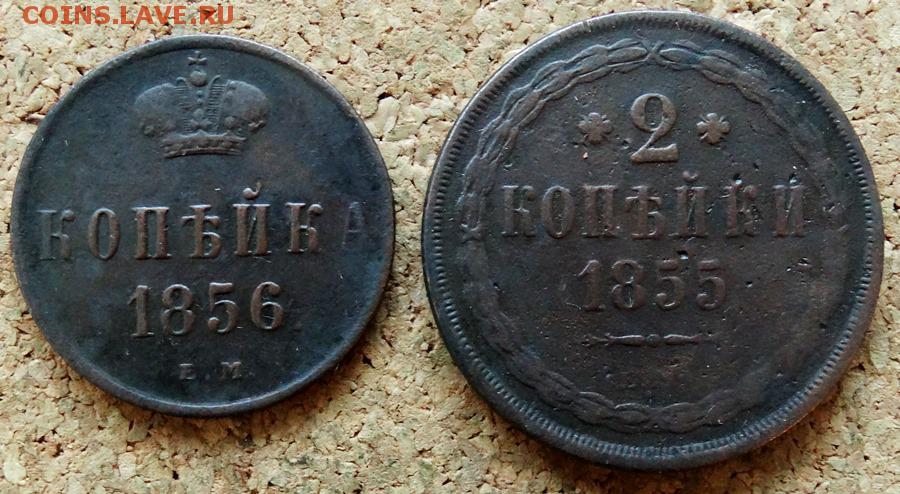 COINS.LAVE.RU
КОПѢЙКА
1856
Е.М
2
КОПѢЙКИ
1855